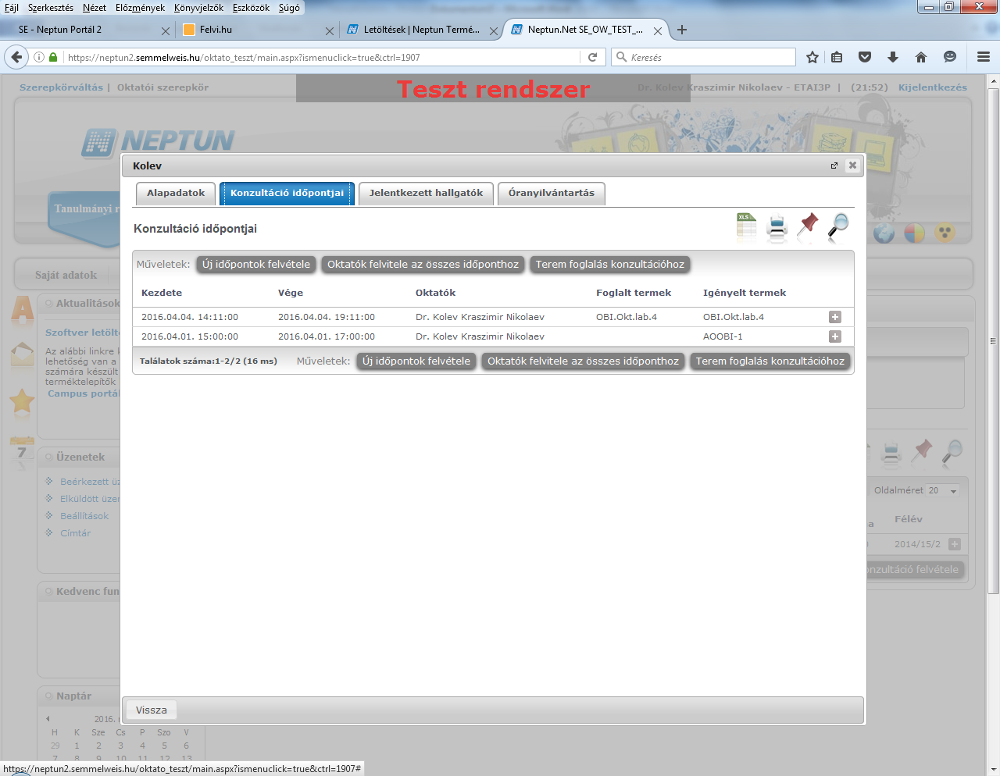 Fájl Szerkesztés Nézet Előzmények Könyvjelzők Eszközök Súgó
SE - Neptun Portál 2
Felvi.hu
Letöltések | Neptun Termé...
Neptun.Net SE_OW_TEST_...
https://neptun2.semmelweis.hu/oktato_teszt/main.aspx?ismenuclick=true&ctrl=1907
Keresés
Szerepkörváltás | Oktatói szerepkör
Teszt rendszer
Dr. Kolev Kraszimir Nikolaev - ETAI3P | (21:52) Kijelentkezés
NEPTUN
Tanulmányi r
Saját adatok
Kolev
Alapadatok
Konzultáció időpontjai
Jelentkezett hallgatók
Óranyilvántartás
XLS
Konzultáció időpontjai
Műveletek: Új időpontok felvétele Oktatók felvitele az összes időponthoz Terem foglalás konzultációhoz
Kezdete Vége Oktatók Foglalt termek Igényelt termek
2016.04.04. 14:11:00 2016.04.04. 19:11:00 Dr. Kolev Kraszimir Nikolaev OBI.Okt.lab.4 OBI.Okt.lab.4
2016.04.01. 15:00:00 2016.04.01. 17:00:00 Dr. Kolev Kraszimir Nikolaev AOOBI-1
Találatok száma:1-2/2 (16 ms) Műveletek: Új időpontok felvétele Oktatók felvitele az összes időponthoz Terem foglalás konzultációhoz
Vissza
Aktualitások
Szoftver letölt
Az alábbi linkre k
lehetőség van a
számára készült
terméktelepítők
Campus portál
7
Üzenetek
Beérkezett üz
Elküldött üzen
Beállítások
Címtár
Kedvenc fun
Naptár
2016.
H K Sze Cs P Szo V
29 1 2 3 4 5 6
7 8 9 10 11 12 13
Oldalméret 20
a Félév
2014/15/2
onzultáció felvétele
https://neptun2.semmelweis.hu/oktato_teszt/main.aspx?ismenuclick=true&ctrl=1907#